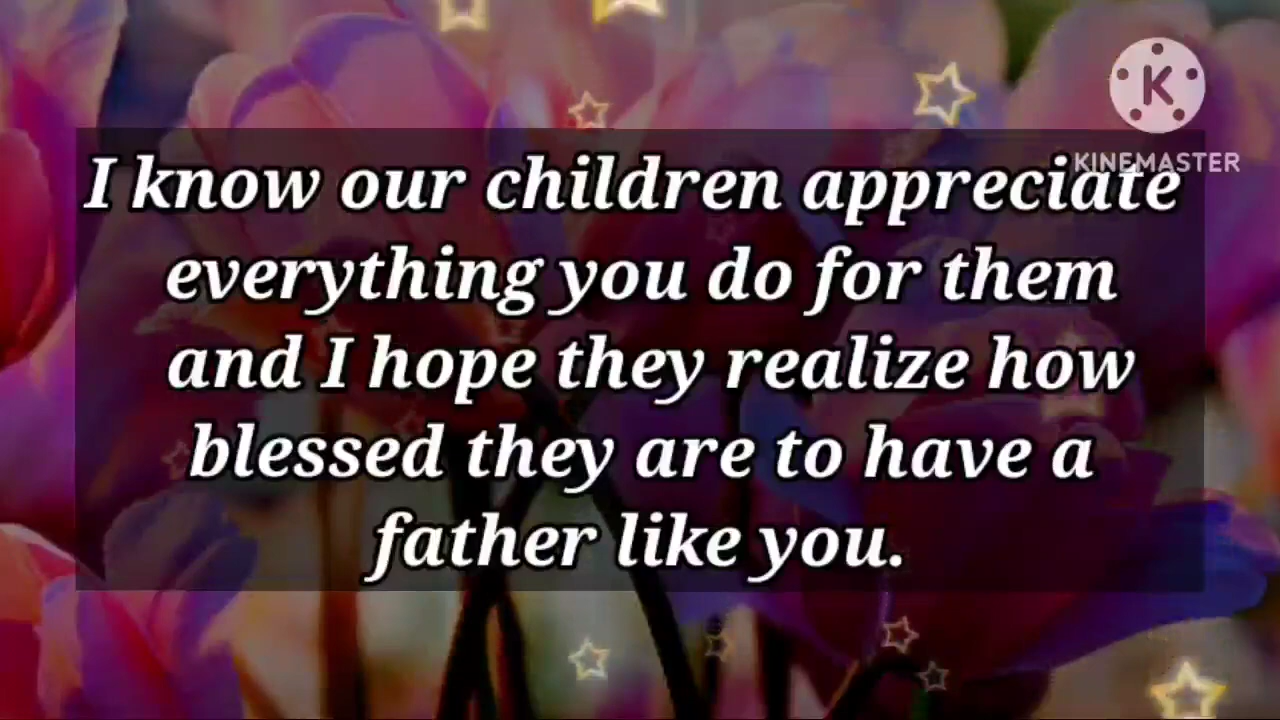 K
KINEMASTER
I know our children appreciate
everything you do for them
and I hope they realize how
blessed they are to have a
father like you.